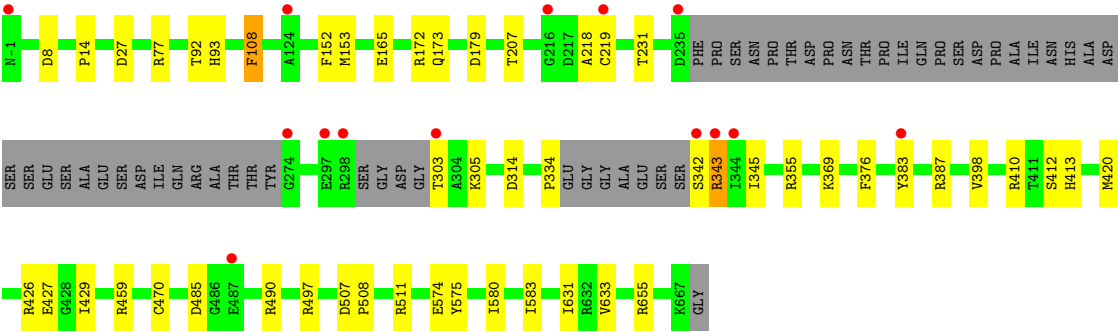 N-1 D8 P14 D27 R77 T92 H93 F108 A124 F152 M153 E165 R172 Q173 D179 T207 G216 D217 A218 C219 T231 D235 PHE PRO SER ASN PRO THR ASP PRO ASN THR PRO ILE GLN PRO SER ASP PRO ALA ILE ASN HIS ALA ASP
SER SER GLU SER SER ALA GLU SER ASP ILE GLN ARG ALA THR THR TYR G274 E297 R298 SER GLY ASP GLY T303 A304 K305 D314 P334 GLU GLY GLY ALA GLU SER SER S342 R343 I344 I345 R355 K369 F376 Y383 R387 V398 R410 T411 S412 H413 M420
R426 E427 G428 I429 R459 C470 D485 G486 E487 R490 R497 D507 P508 R511 E574 Y575 I580 I583 I631 R632 V633 R655 K667 GLY